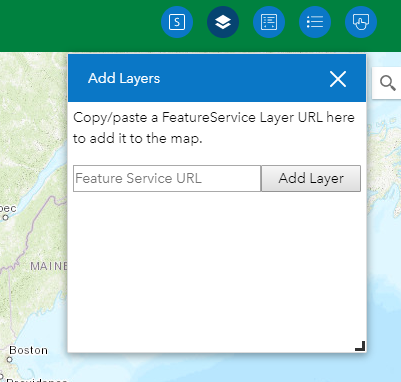 S
Add Layers
Copy/paste a FeatureService Layer URL here
to add it to the map.
Feature Service URL
Add Layer
bec
MAINE
Boston
Providence